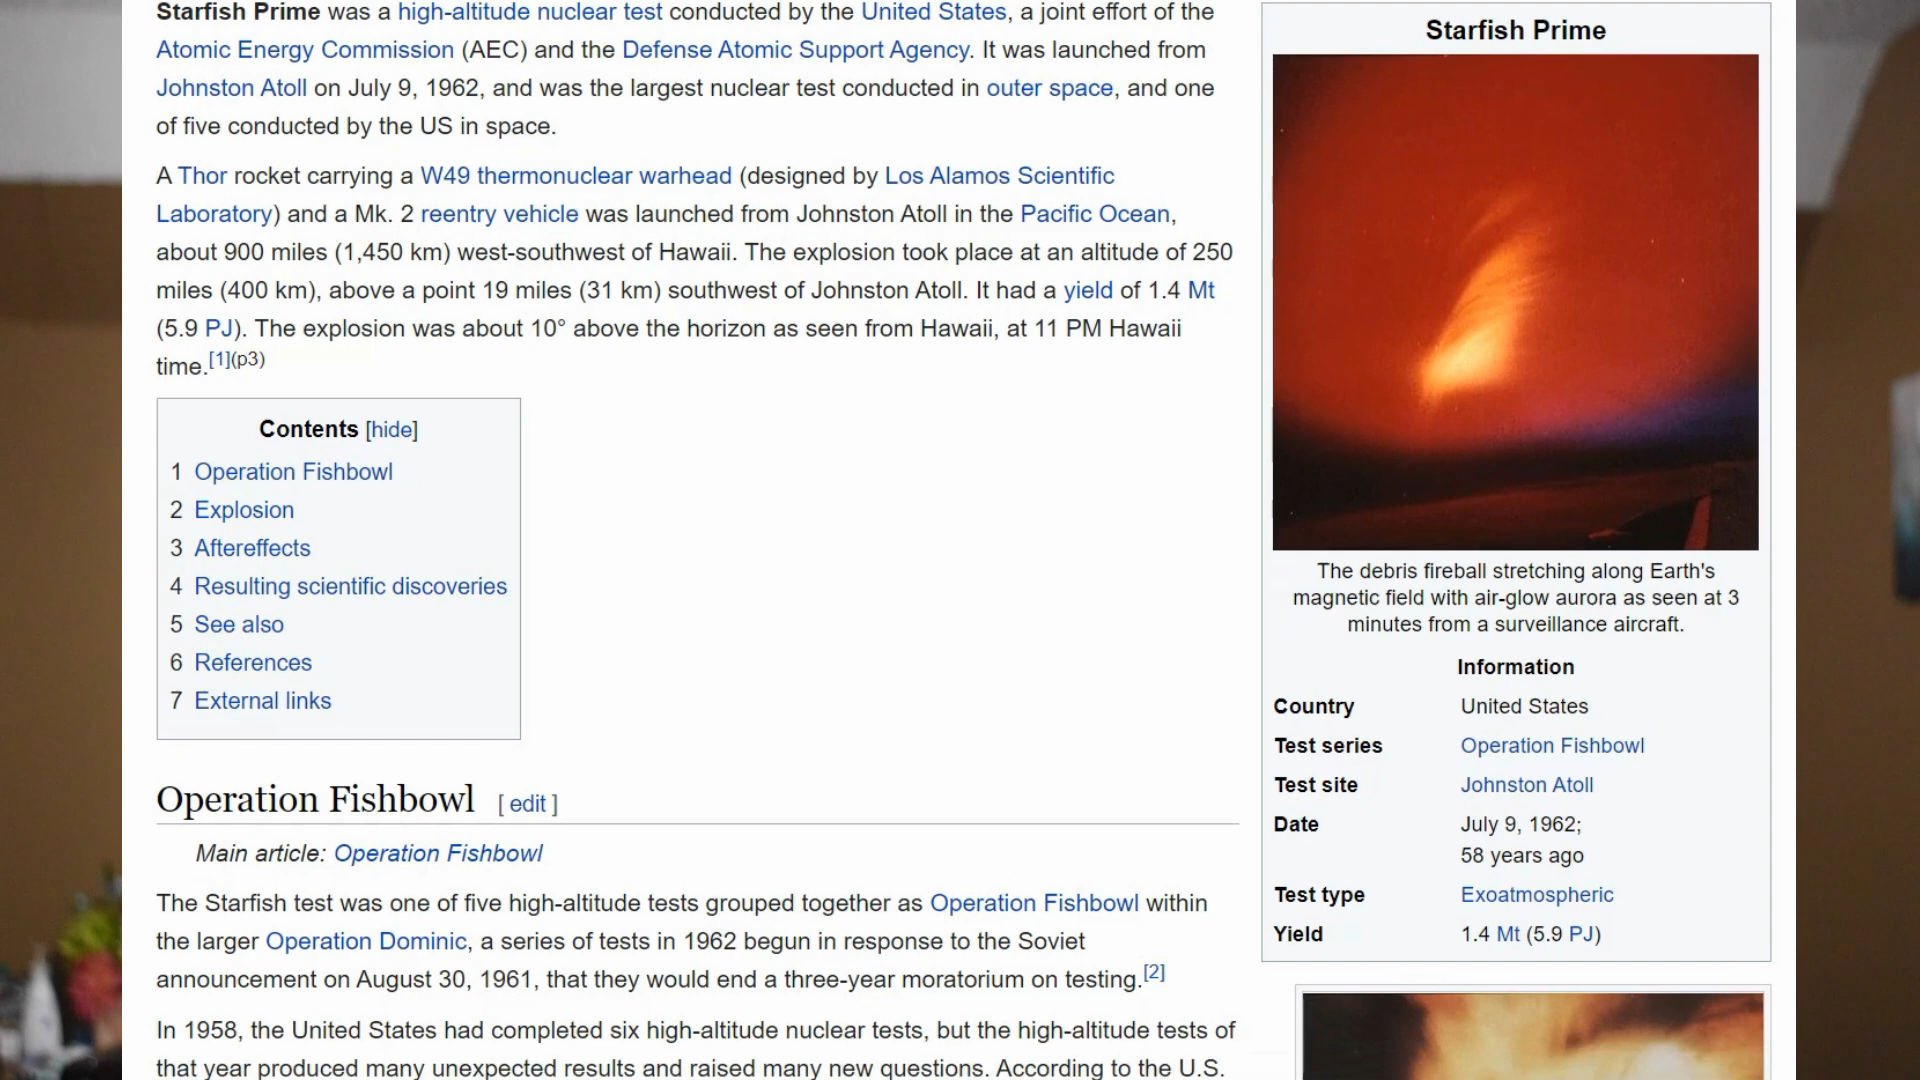 Starfish Prime was a high-altitude nuclear test conducted by the United States, a joint effort of the
Atomic Energy Commission (AEC) and the Defense Atomic Support Agency. It was launched from
Johnston Atoll on July 9, 1962, and was the largest nuclear test conducted in outer space, and one
of five conducted by the US in space.
A Thor rocket carrying a W49 thermonuclear warhead (designed by Los Alamos Scientific
Laboratory) and a Mk. 2 reentry vehicle was launched from Johnston Atoll in the Pacific Ocean,
about 900 miles (1,450 km) west-southwest of Hawaii. The explosion took place at an altitude of 250
miles (400 km), above a point 19 miles (31 km) southwest of Johnston Atoll. It had a yield of 1.4 Mt
(5.9 PJ). The explosion was about 10° above the horizon as seen from Hawaii, at 11 PM Hawaii
time.[1](p3)
Contents [hide]
1 Operation Fishbowl
2 Explosion
3 Aftereffects
4 Resulting scientific discoveries
5 See also
6 References
7 External links
Operation Fishbowl [ edit ]
Main article: Operation Fishbowl
The Starfish test was one of five high-altitude tests grouped together as Operation Fishbowl within
the larger Operation Dominic, a series of tests in 1962 begun in response to the Soviet
announcement on August 30, 1961, that they would end a three-year moratorium on testing.[2]
In 1958, the United States had completed six high-altitude nuclear tests, but the high-altitude tests of
that year produced many unexpected results and raised many new questions. According to the U.S.
Starfish Prime
The debris fireball stretching along Earth's
magnetic field with air-glow aurora as seen at 3
minutes from a surveillance aircraft.
Information
Country United States
Test series Operation Fishbowl
Test site Johnston Atoll
Date July 9, 1962;
58 years ago
Test type Exoatmospheric
Yield 1.4 Mt (5.9 PJ)